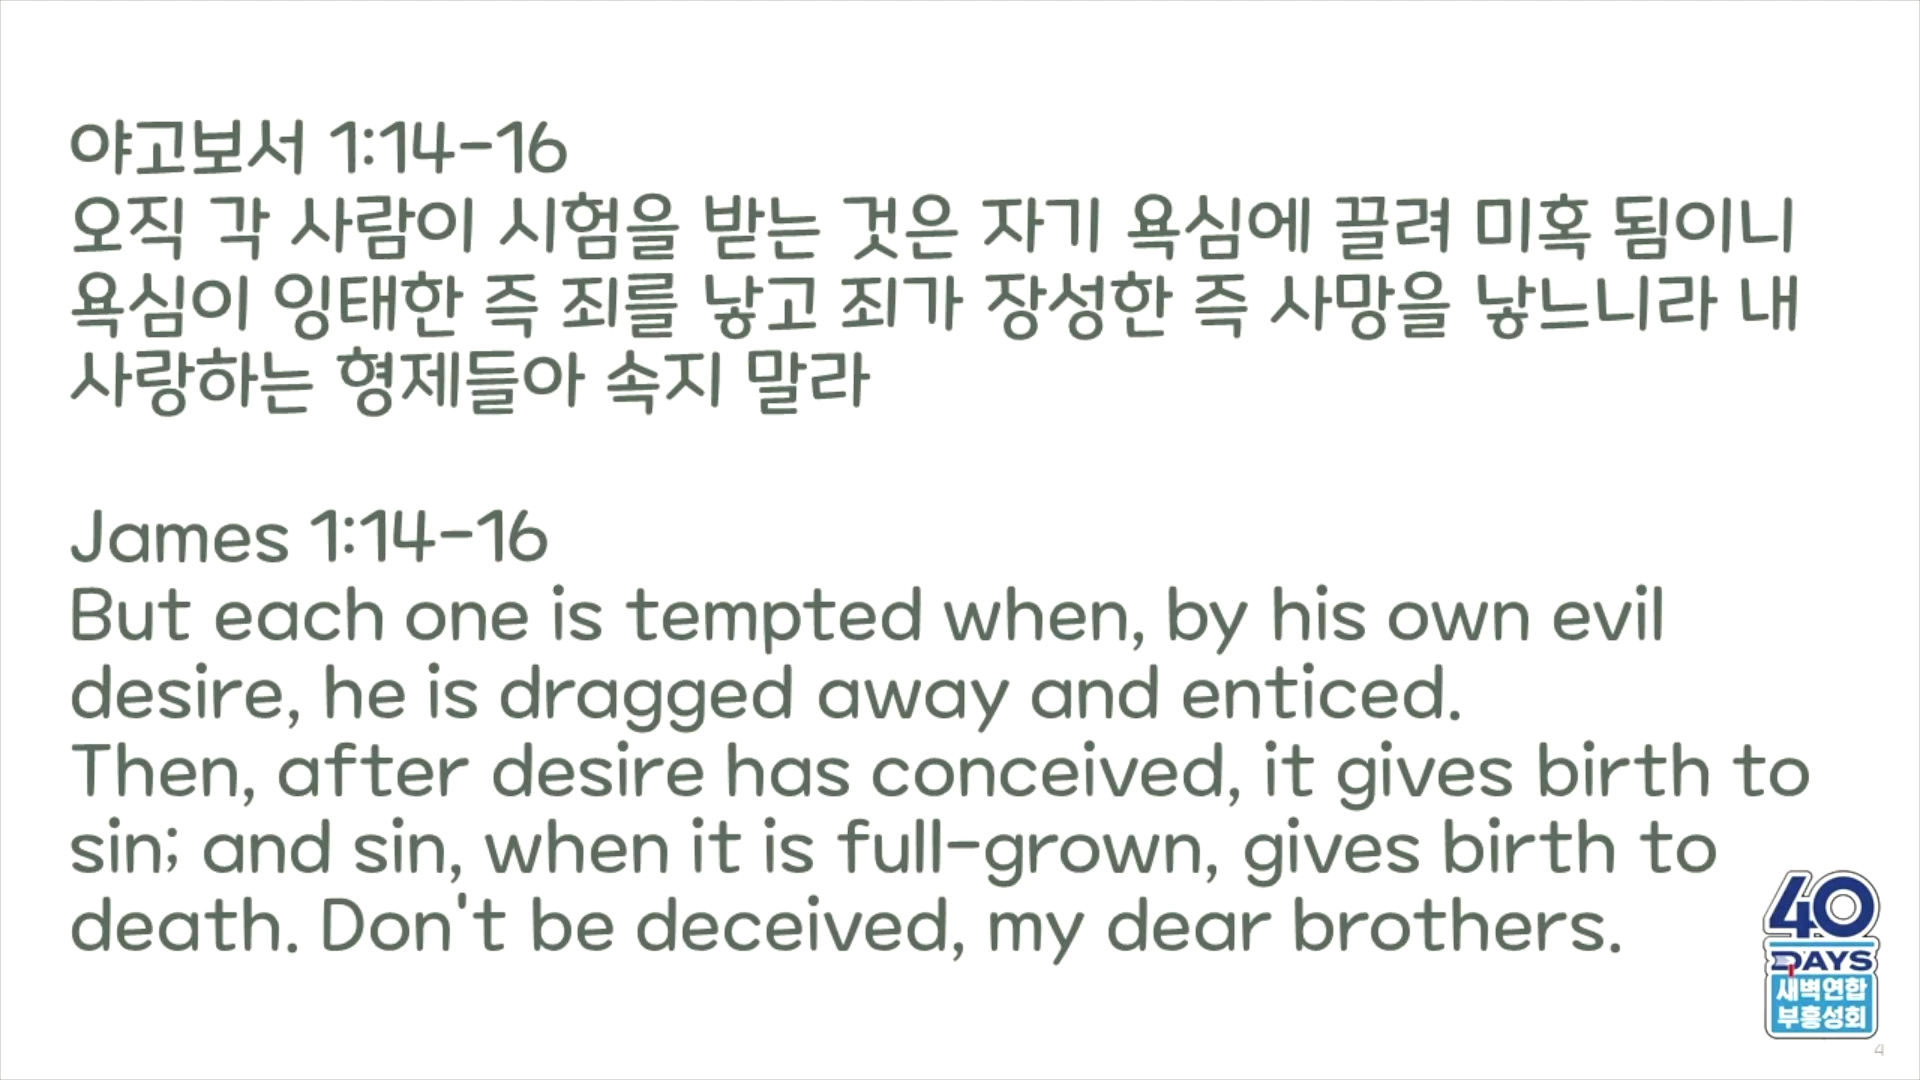 야고보서 1:14-16
오직 각 사람이 시험을 받는 것은 자기 욕심에 끌려 미혹 됨이니
욕심이 잉태한 즉 죄를 낳고 죄가 장성한 즉 사망을 낳느니라 내
사랑하는 형제들아 속지 말라
James 1:14-16
But each one is tempted when, by his own evil
desire, he is dragged away and enticed.
Then, after desire has conceived, it gives birth to
sin; and sin, when it is full-grown, gives birth to
death. Don't be deceived, my dear brothers.
40
DAYS
새벽연합
부흥성회
4